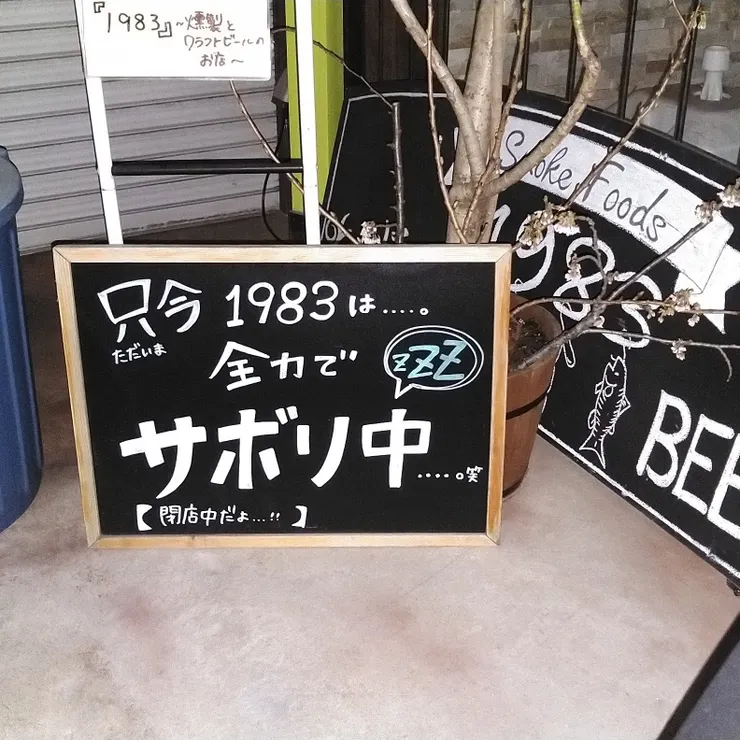 『1983』～燻製と
クラフトビールの
お店～
Smoke Foods
1983
BEE
只今 1983は....。
ただいま
全力で
zZZ
サボリ中....。笑
【閉店中だよ...!!】